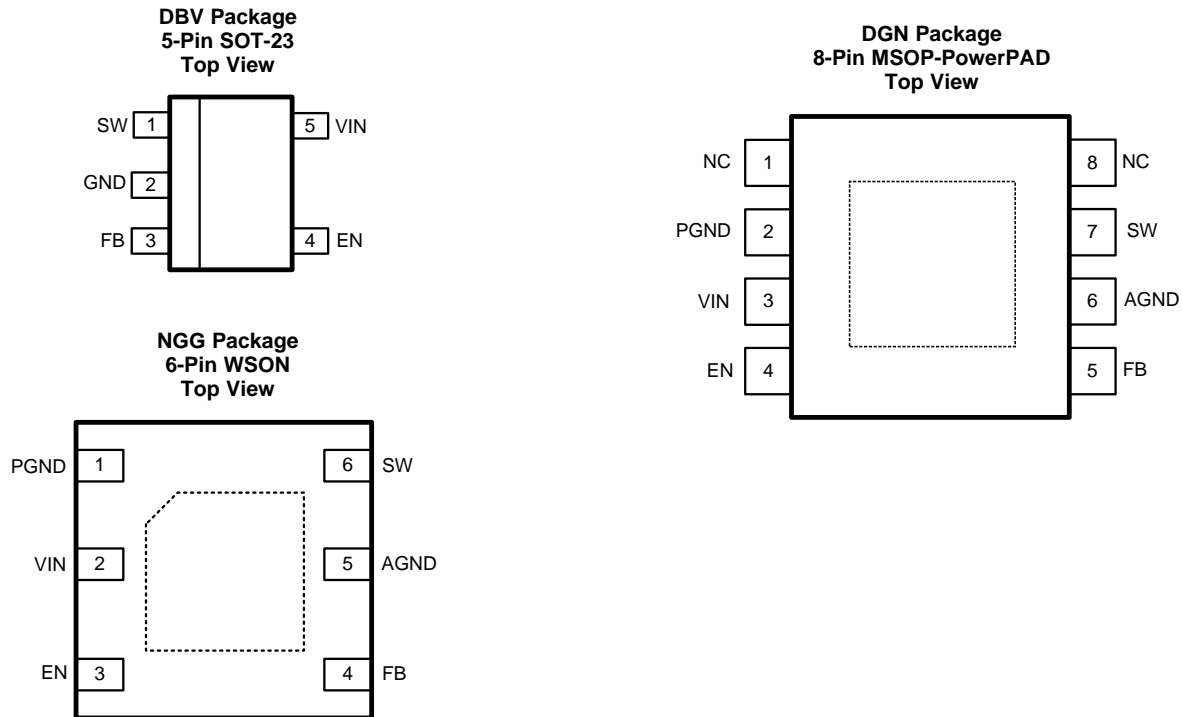 DBV Package
5-Pin SOT-23
Top View
SW 1
5 VIN
GND 2
FB 3
4 EN
NGG Package
6-Pin WSON
Top View
PGND 1
6 SW
VIN 2
5 AGND
EN 3
4 FB
DGN Package
8-Pin MSOP-PowerPAD
Top View
NC 1
8 NC
PGND 2
7 SW
VIN 3
6 AGND
EN 4
5 FB